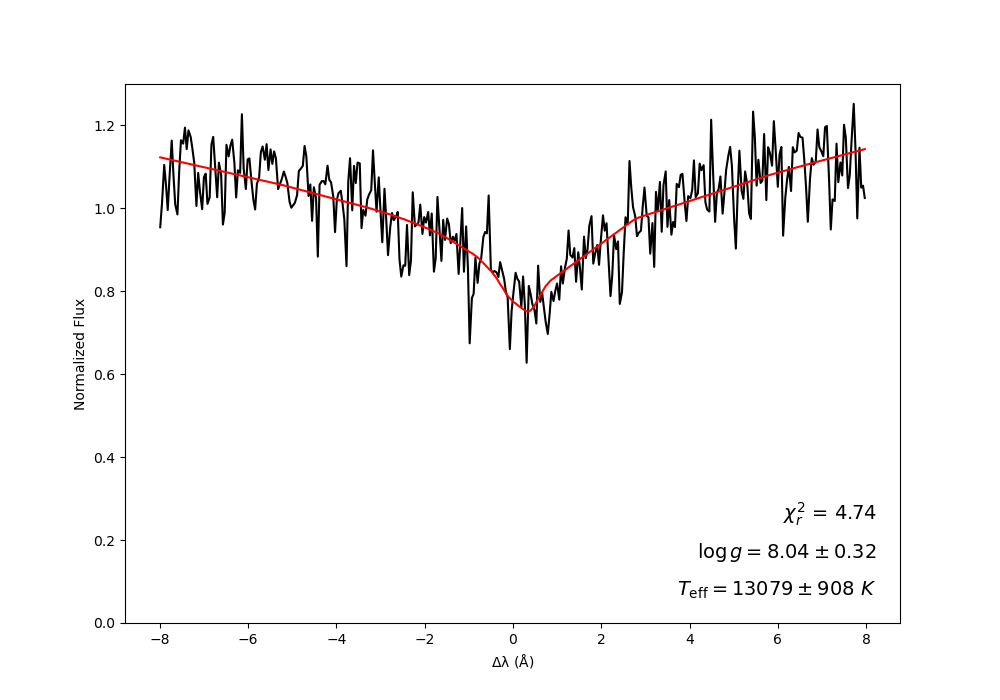 1.2
1.0
0.8
0.6
0.4
0.2
0.0
Normalized Flux
χ²ᵣ = 4.74
log g = 8.04 ± 0.32
T_eff = 13079 ± 908 K
−8 −6 −4 −2 0 2 4 6 8
Δλ (Å)